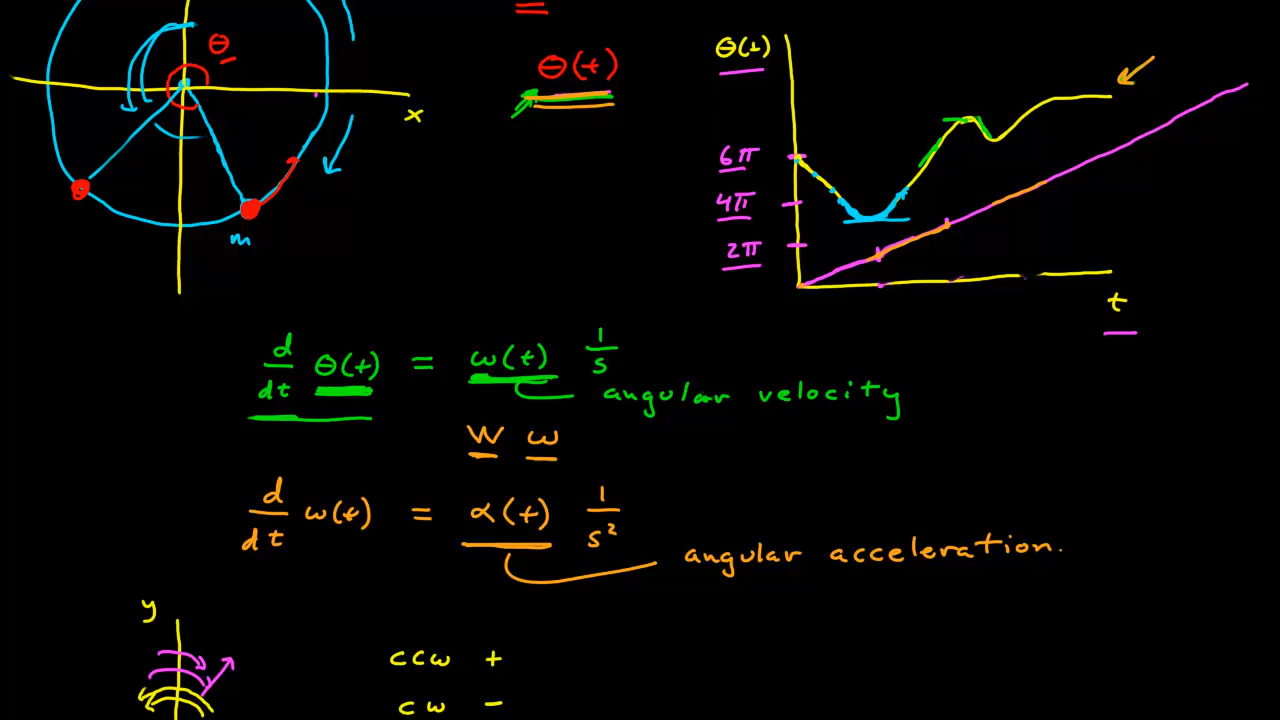 θ
θ(t)
x
m
θ(t)
6π
4π
2π
t
d/dt θ(t) = ω(t) 1/s
angular velocity
W ω
d/dt ω(t) = α(t) 1/s²
angular acceleration.
y
ccw +
cw −